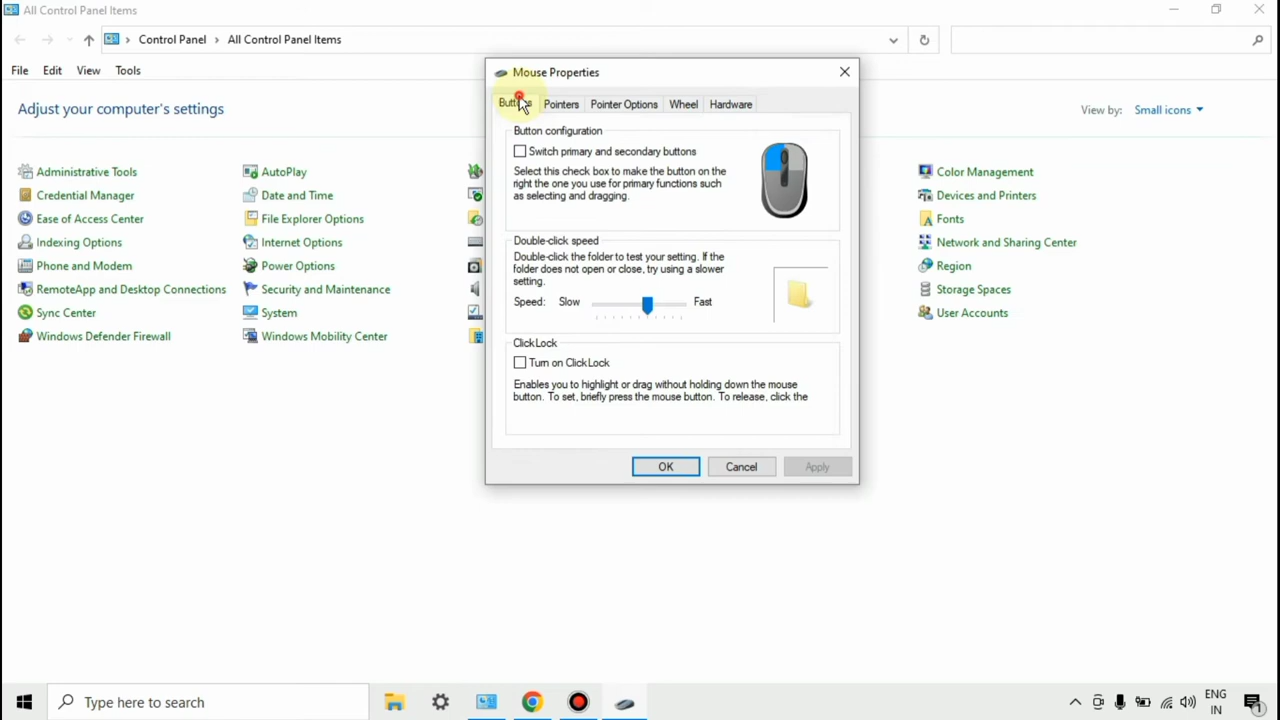 All Control Panel Items
Control Panel
All Control Panel Items
File Edit View Tools
Adjust your computer's settings
View by: Small icons
Administrative Tools
Credential Manager
Ease of Access Center
Indexing Options
Phone and Modem
RemoteApp and Desktop Connections
Sync Center
Windows Defender Firewall
AutoPlay
Date and Time
File Explorer Options
Internet Options
Power Options
Security and Maintenance
System
Windows Mobility Center
Color Management
Devices and Printers
Fonts
Network and Sharing Center
Region
Storage Spaces
User Accounts
Mouse Properties
Buttons Pointers Pointer Options Wheel Hardware
Button configuration
Switch primary and secondary buttons
Select this check box to make the button on the
right the one you use for primary functions such
as selecting and dragging.
Double-click speed
Double-click the folder to test your setting. If the
folder does not open or close, try using a slower
setting.
Speed: Slow Fast
ClickLock
Turn on ClickLock
Enables you to highlight or drag without holding down the mouse
button. To set, briefly press the mouse button. To release, click the
OK Cancel Apply
Type here to search
ENG
IN
1